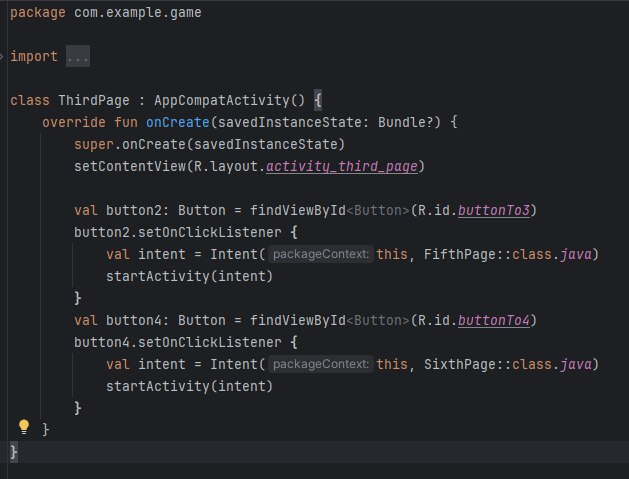 package com.example.game
import ...
class ThirdPage : AppCompatActivity() {
override fun onCreate(savedInstanceState: Bundle?) {
super.onCreate(savedInstanceState)
setContentView(R.layout.activity_third_page)
val button2: Button = findViewById<Button>(R.id.buttonTo3)
button2.setOnClickListener {
val intent = Intent( packageContext: this, FifthPage::class.java)
startActivity(intent)
}
val button4: Button = findViewById<Button>(R.id.buttonTo4)
button4.setOnClickListener {
val intent = Intent( packageContext: this, SixthPage::class.java)
startActivity(intent)
}
}
}